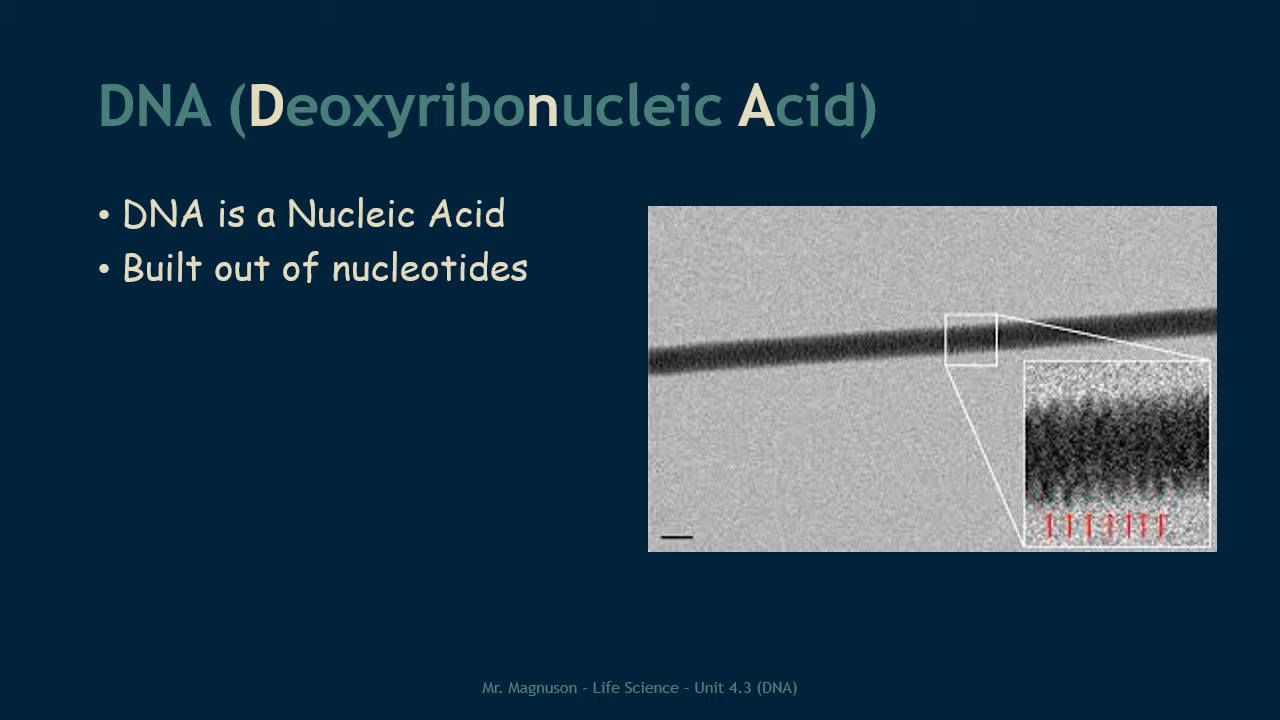 DNA (Deoxyribonucleic Acid)
• DNA is a Nucleic Acid
• Built out of nucleotides
Mr. Magnuson - Life Science - Unit 4.3 (DNA)